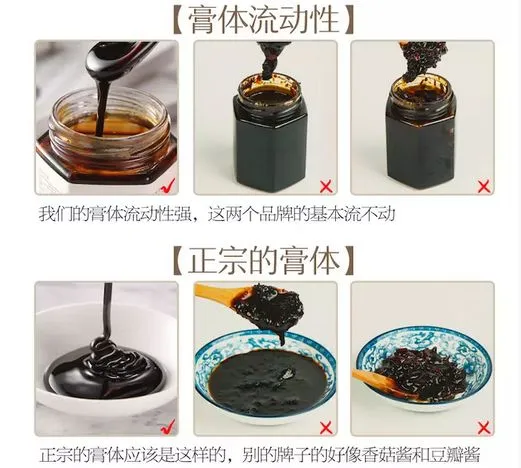 【膏体流动性】
我们的膏体流动性强，这两个品牌的基本流不动
【正宗的膏体】
正宗的膏体应该是这样的，别的牌子的好像香菇酱和豆瓣酱